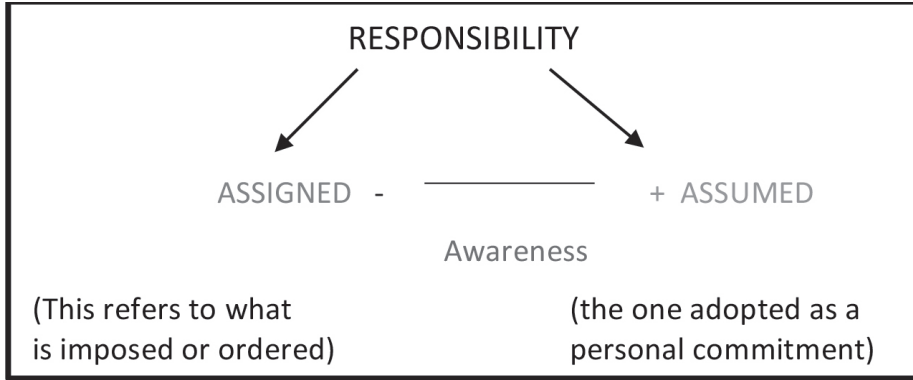 RESPONSIBILITY
ASSIGNED - + ASSUMED
Awareness
(This refers to what
is imposed or ordered)
(the one adopted as a
personal commitment)